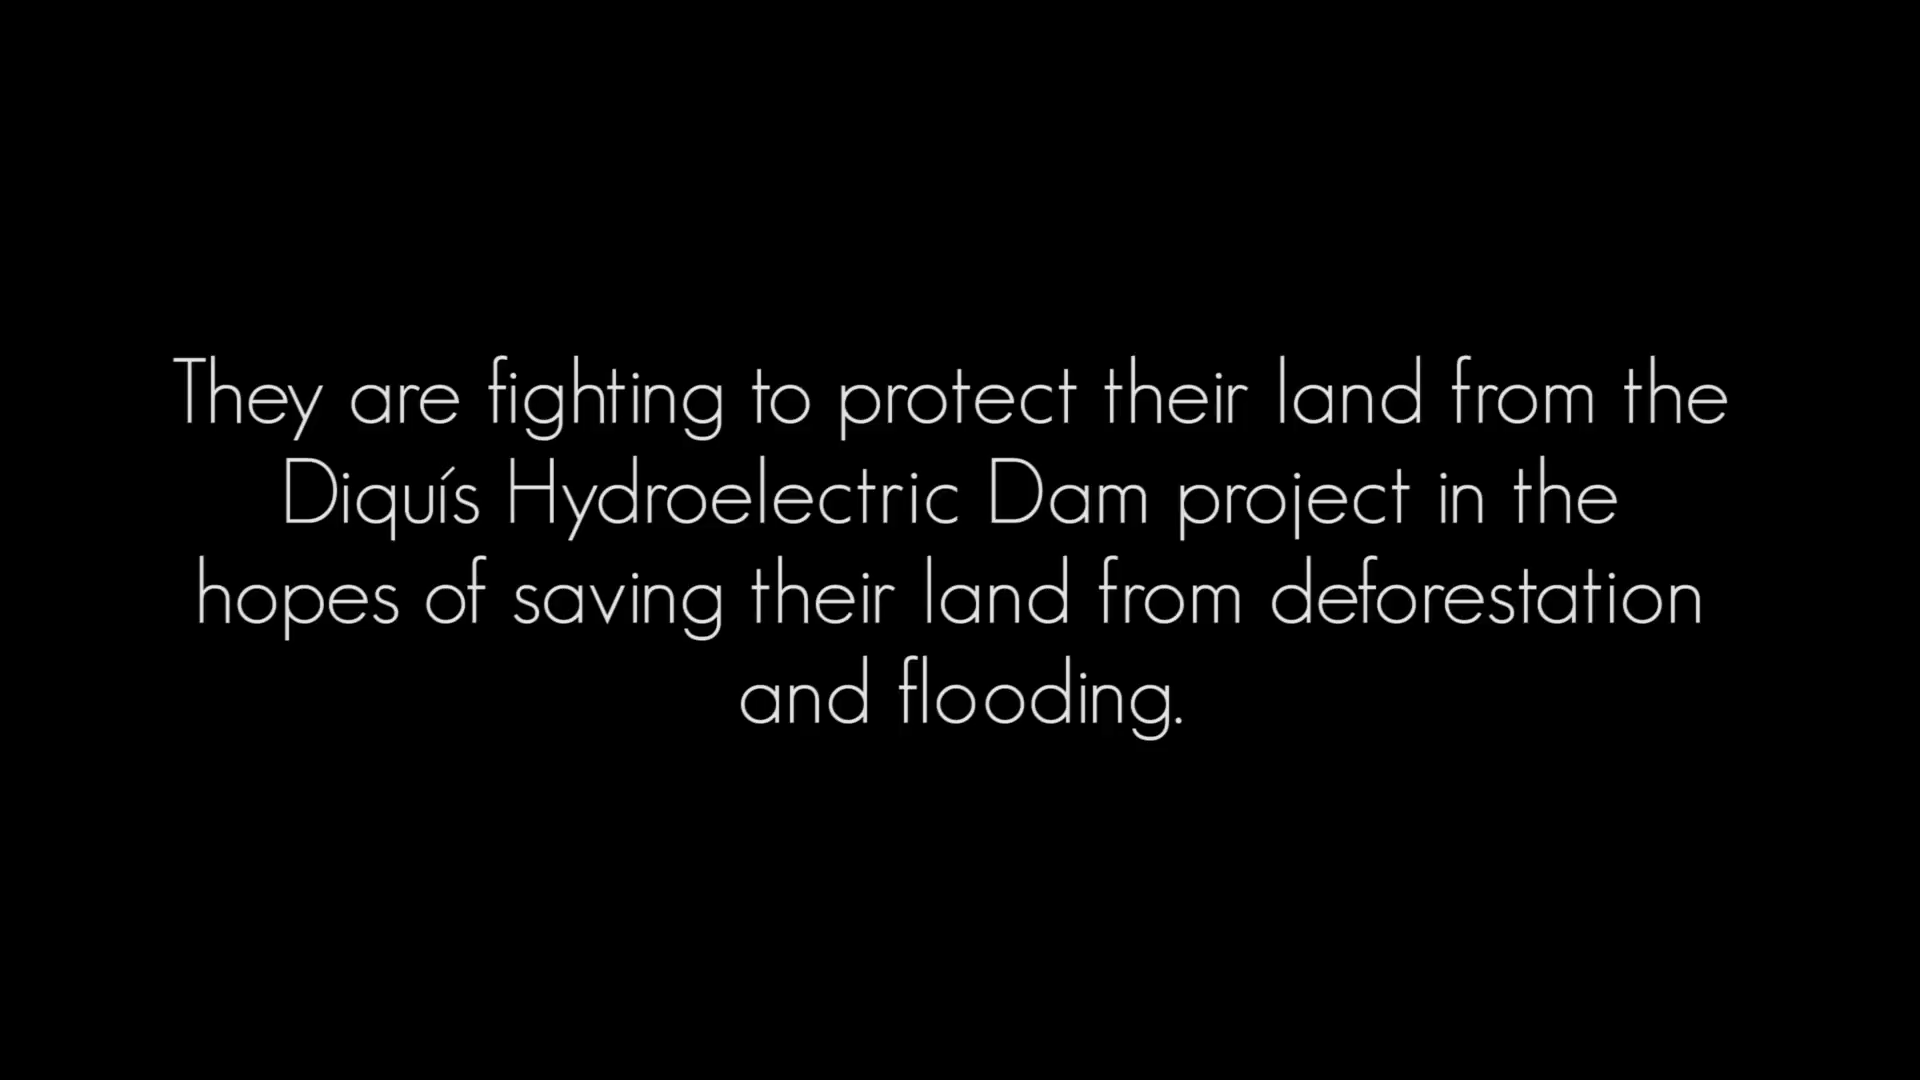 They are fighting to protect their land from the
Diquís Hydroelectric Dam project in the
hopes of saving their land from deforestation
and flooding.